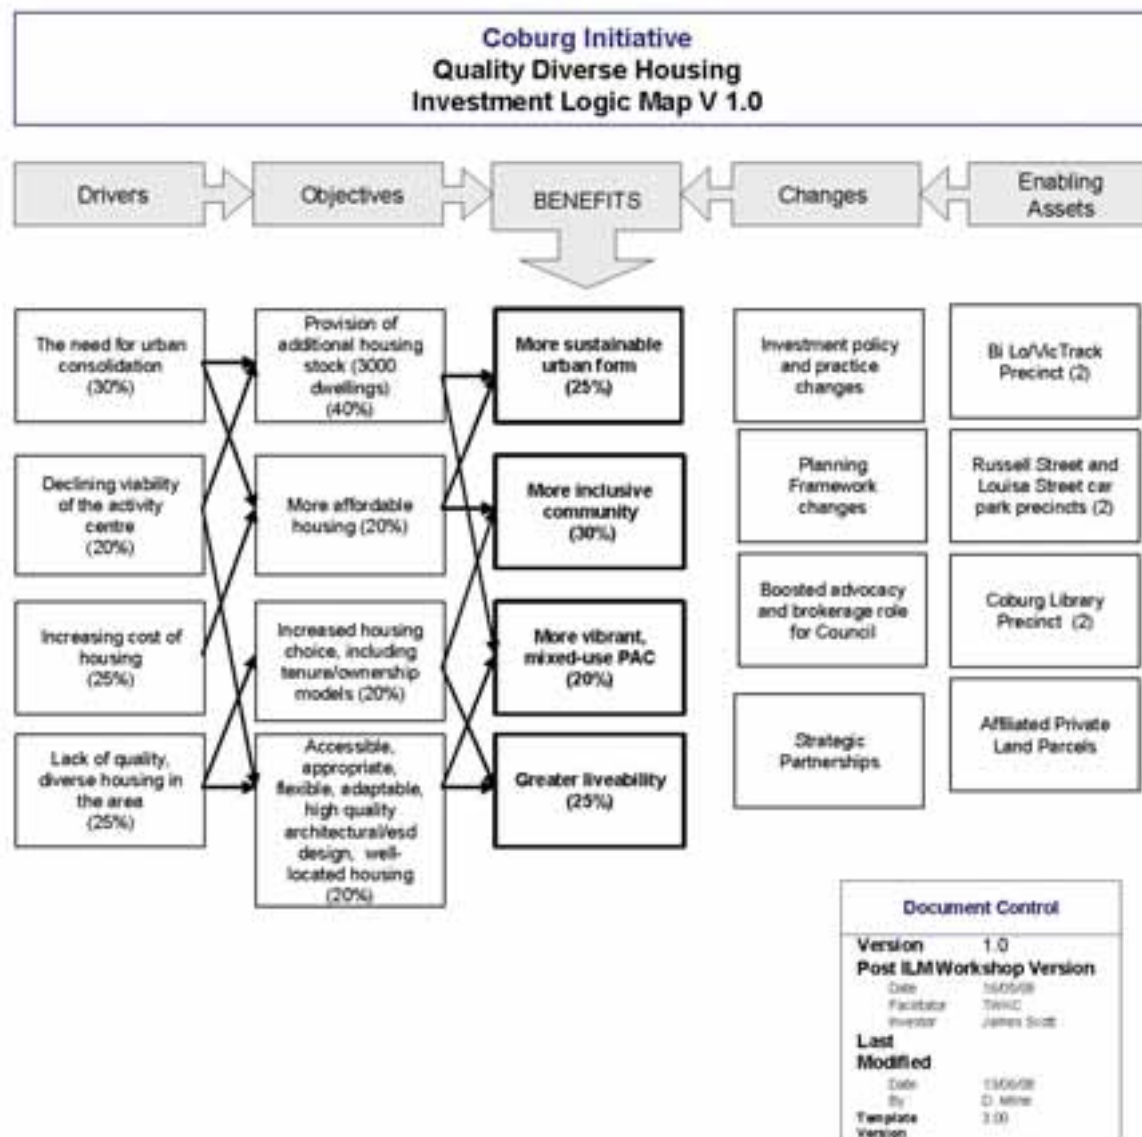 Coburg Initiative
Quality Diverse Housing
Investment Logic Map V 1.0
Drivers
Objectives
BENEFITS
Changes
Enabling
Assets
The need for urban
consolidation
(30%)
Declining viability
of the activity
centre
(20%)
Increasing cost of
housing
(25%)
Lack of quality,
diverse housing in
the area
(25%)
Provision of
additional housing
stock (3000
dwellings)
(40%)
More affordable
housing (20%)
Increased housing
choice, including
tenure/ownership
models (20%)
Accessible,
appropriate,
flexible, adaptable,
high quality
architectural/esd
design, well-
located housing
(20%)
More sustainable
urban form
(25%)
More inclusive
community
(30%)
More vibrant,
mixed-use PAC
(20%)
Greater liveability
(25%)
Investment policy
and practice
changes
Planning
Framework
changes
Boosted advocacy
and brokerage role
for Council
Strategic
Partnerships
Bi Lo/VicTrack
Precinct (2)
Russell Street and
Louisa Street car
park precincts (2)
Coburg Library
Precinct (2)
Affiliated Private
Land Parcels
Document Control
Version 1.0
Post ILM Workshop Version
Date
Facilitator
Investor James Scott
Last
Modified
Date
By D. Milne
Template 3.00
Version